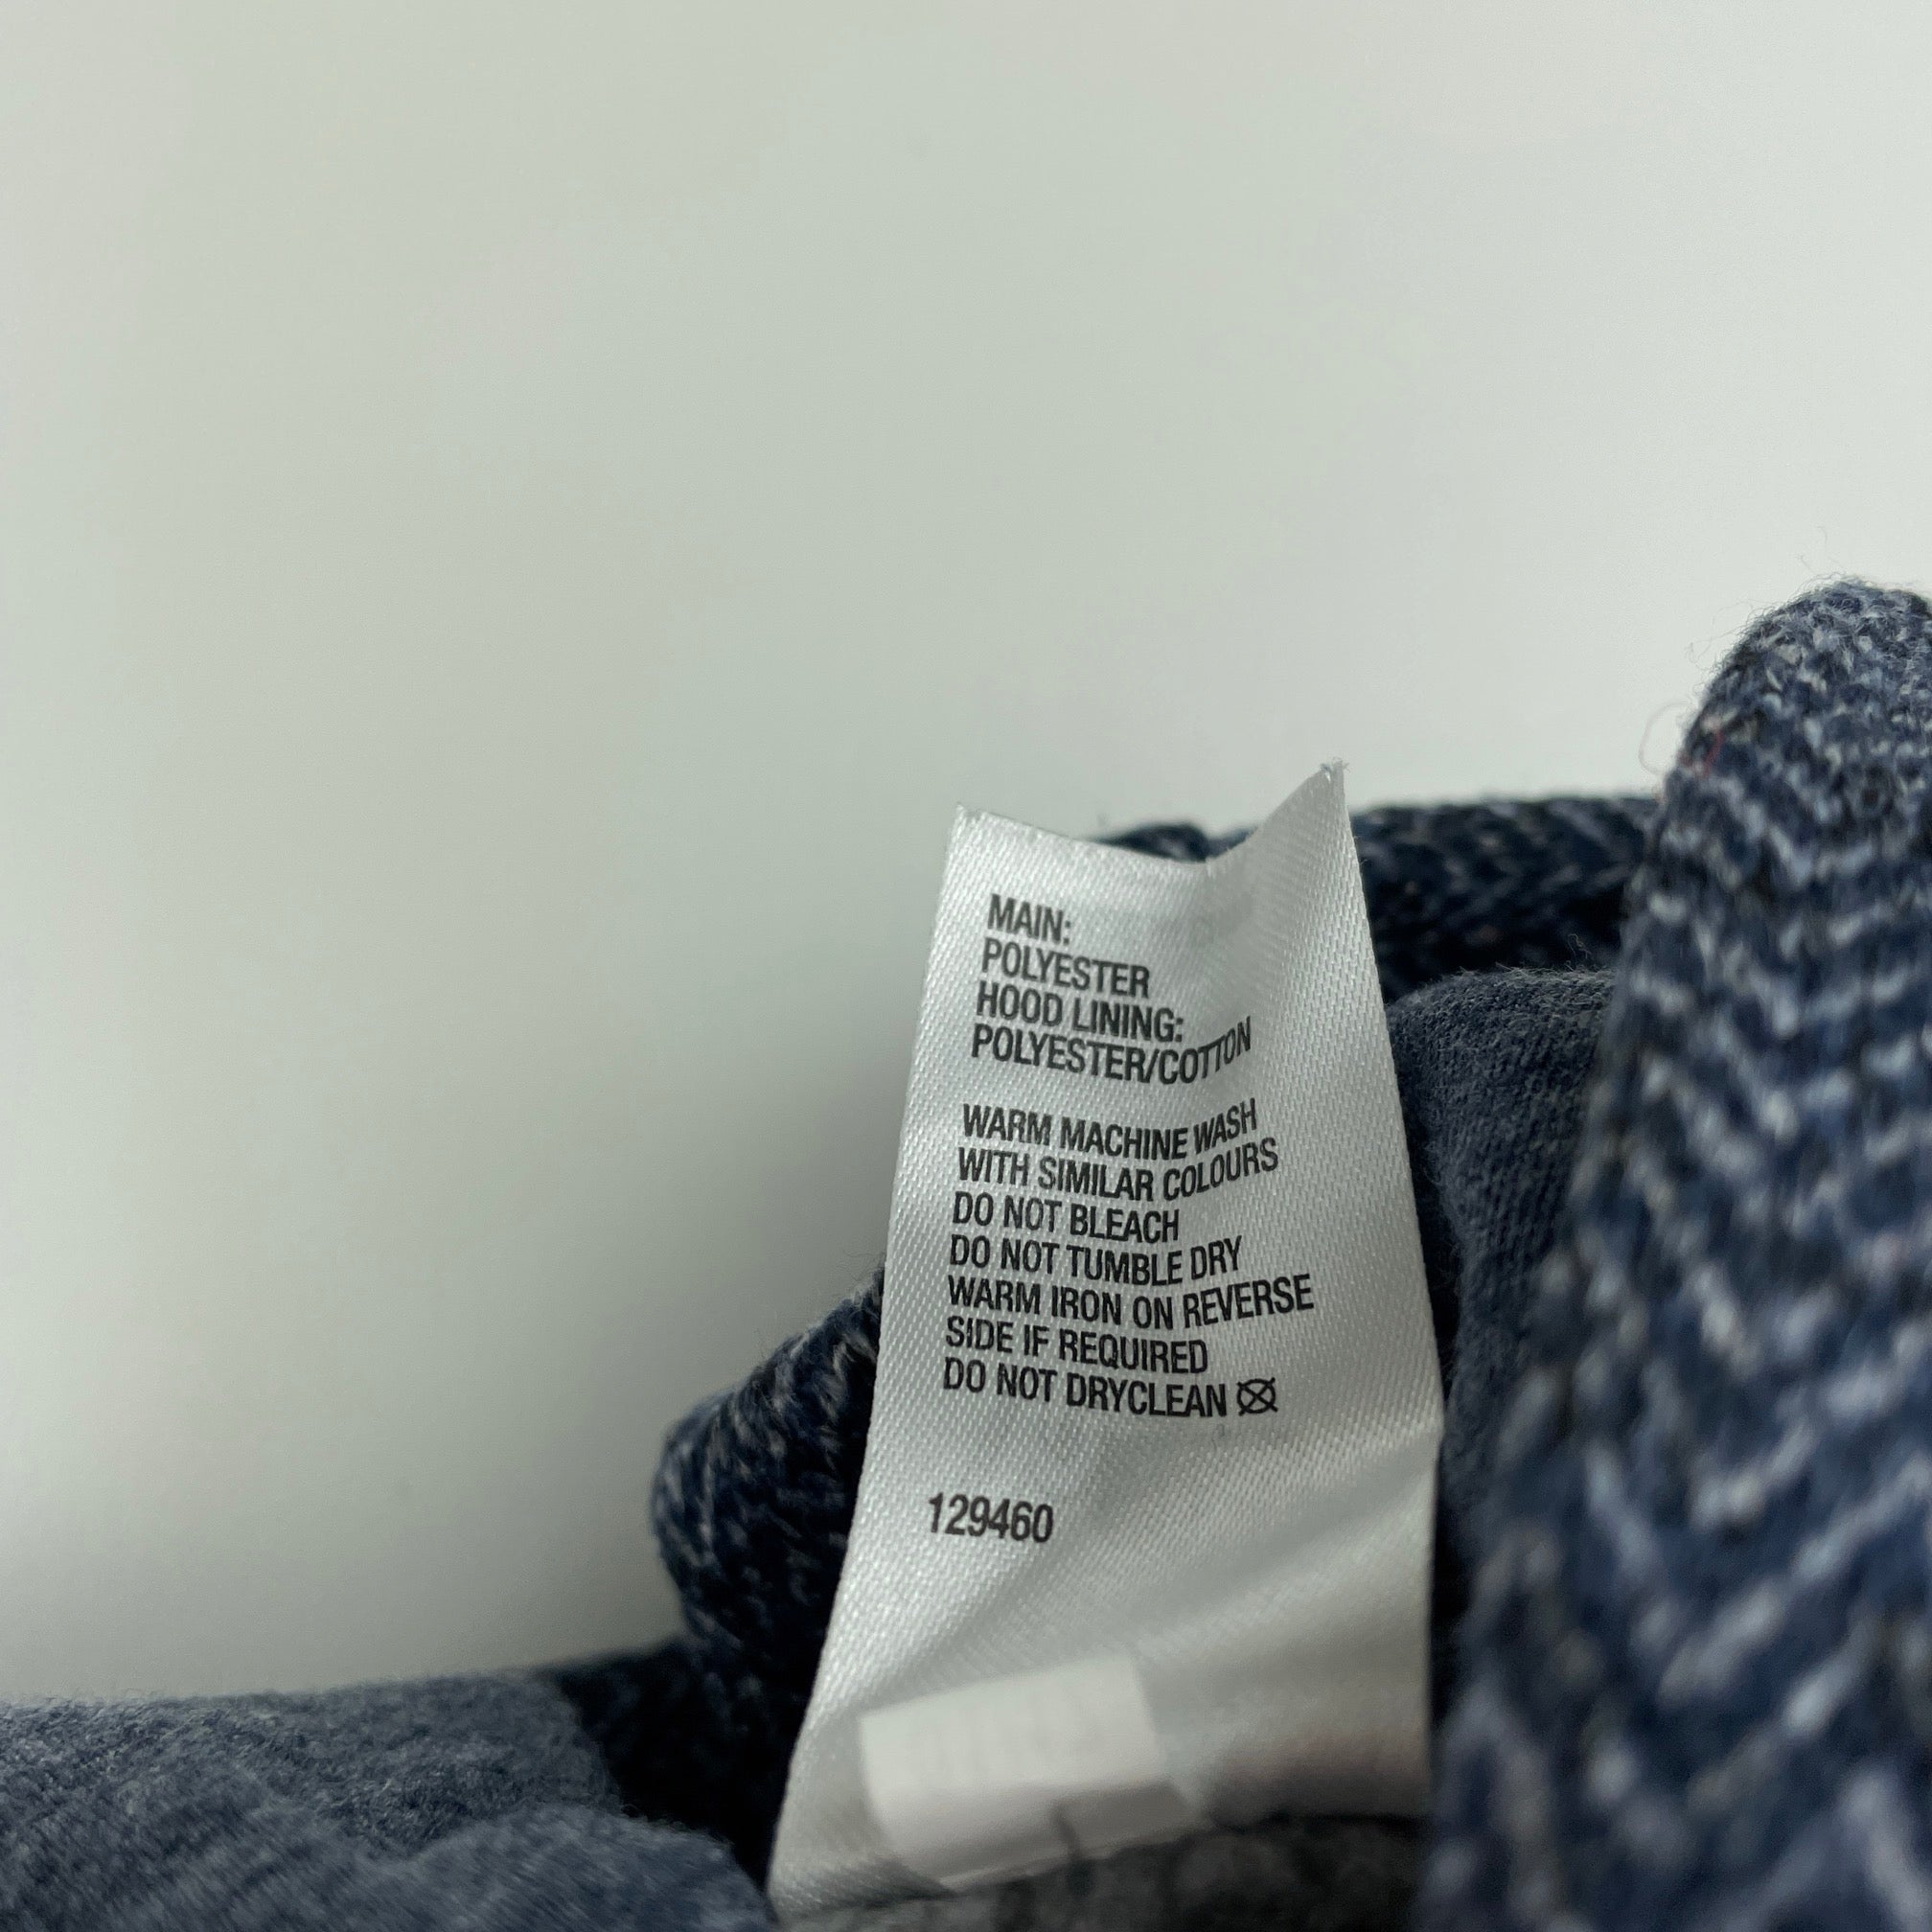 MAIN:
POLYESTER
HOOD LINING:
POLYESTER/COTTON
WARM MACHINE WASH
WITH SIMILAR COLOURS
DO NOT BLEACH
DO NOT TUMBLE DRY
WARM IRON ON REVERSE
SIDE IF REQUIRED
DO NOT DRYCLEAN
129460